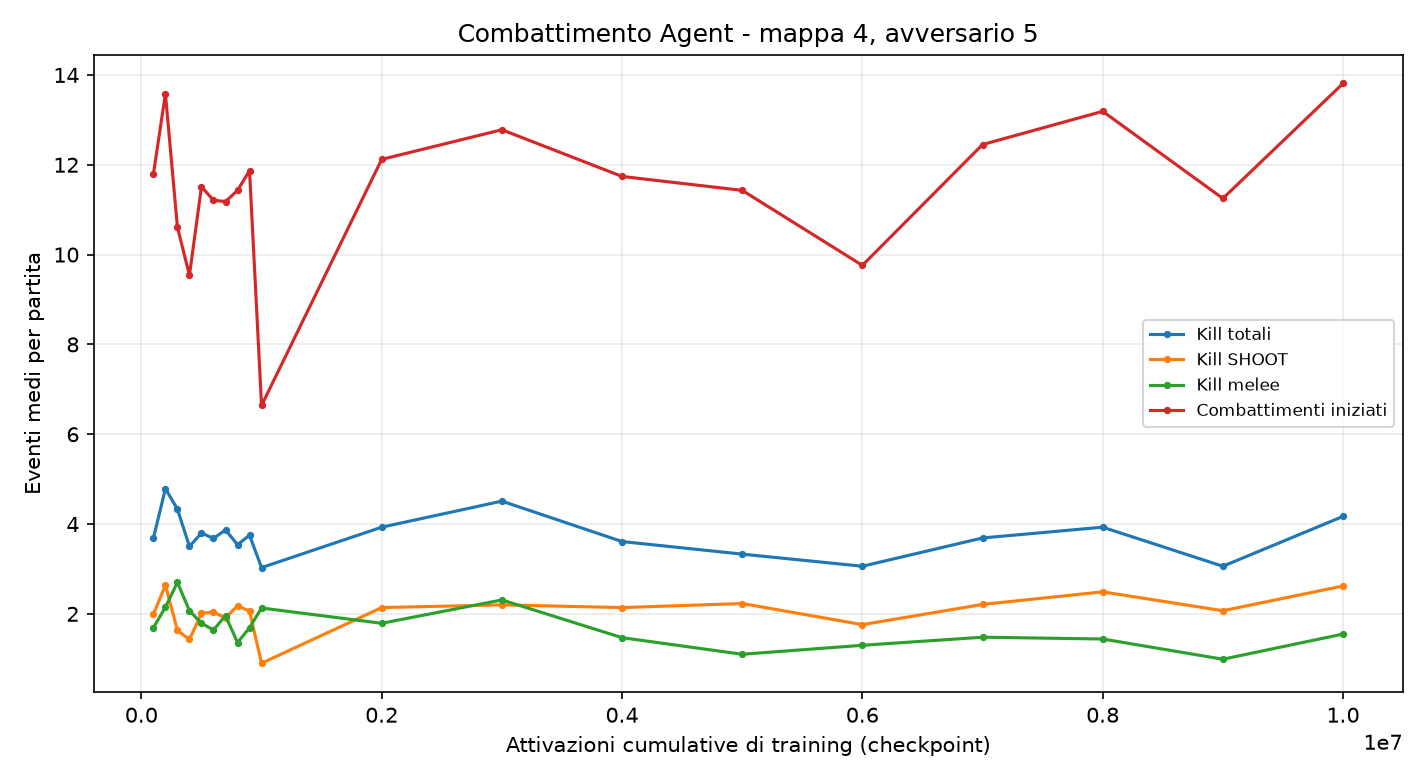 Combattimento Agent - mappa 4, avversario 5
Eventi medi per partita
14
12
10
8
6
4
2
Kill totali
Kill SHOOT
Kill melee
Combattimenti iniziati
0.0 0.2 0.4 0.6 0.8 1.0
1e7
Attivazioni cumulative di training (checkpoint)